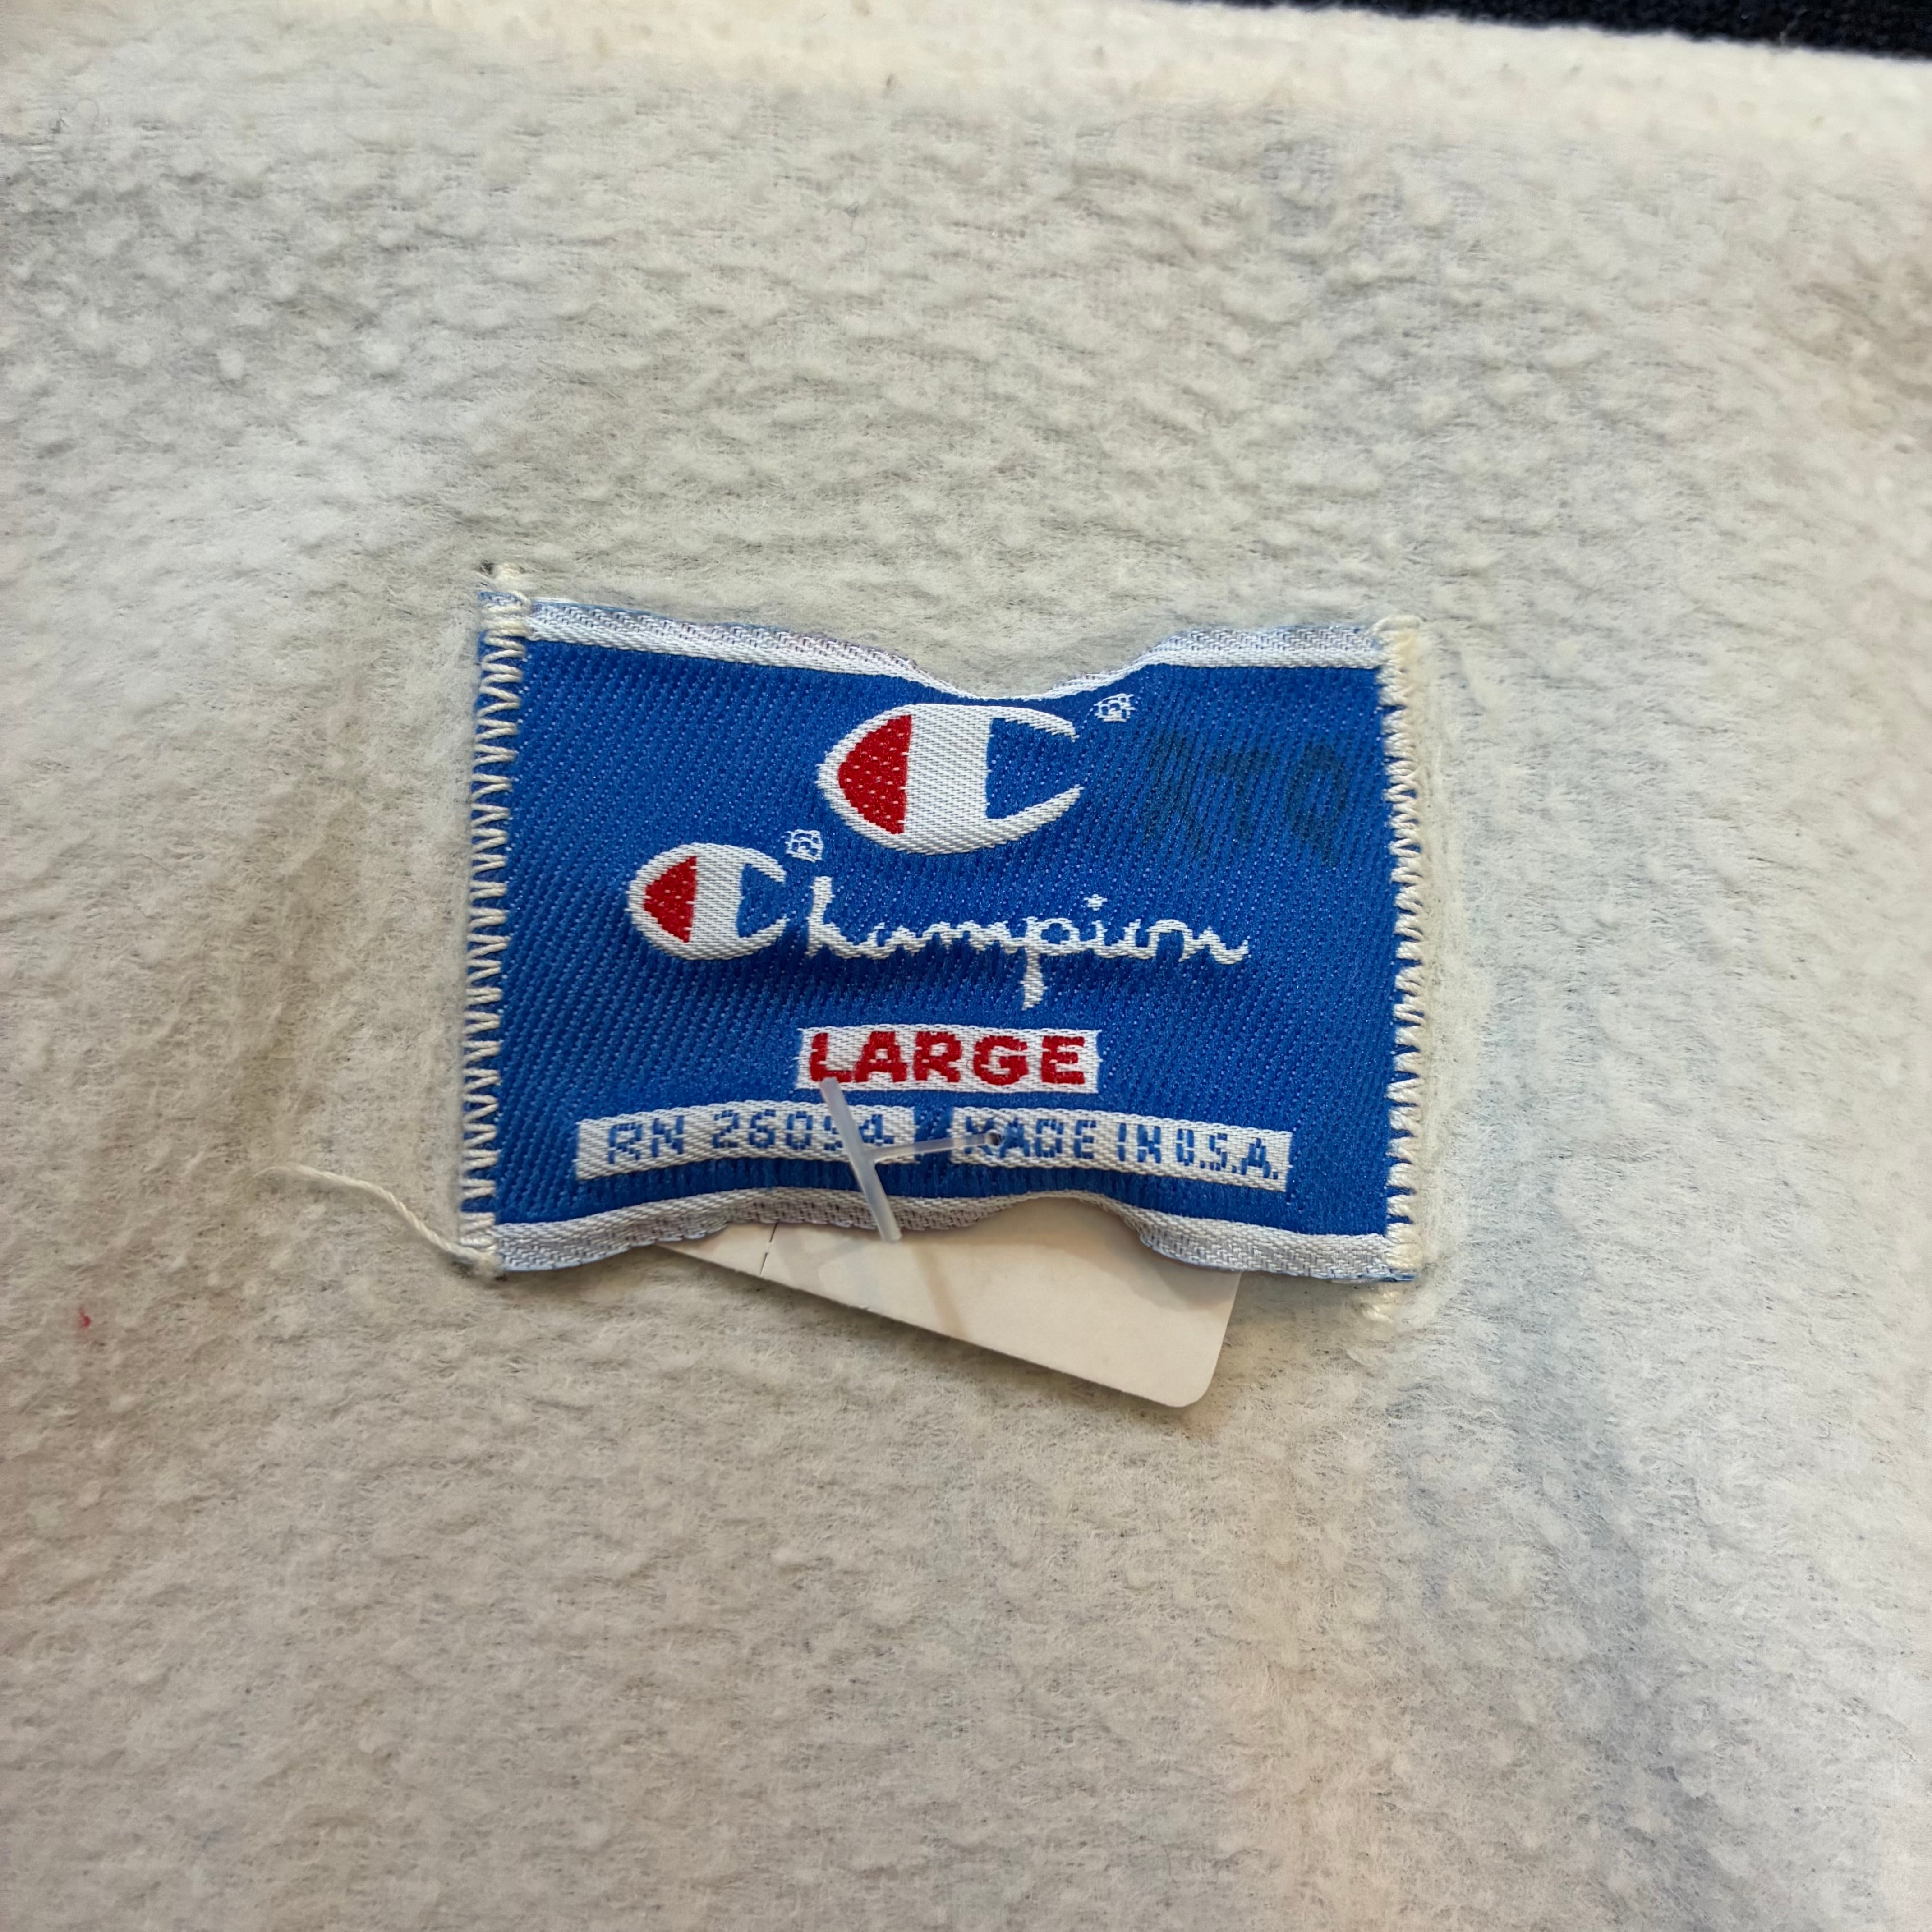 C®
Champion®
LARGE
RN 26094 MADE IN U.S.A.